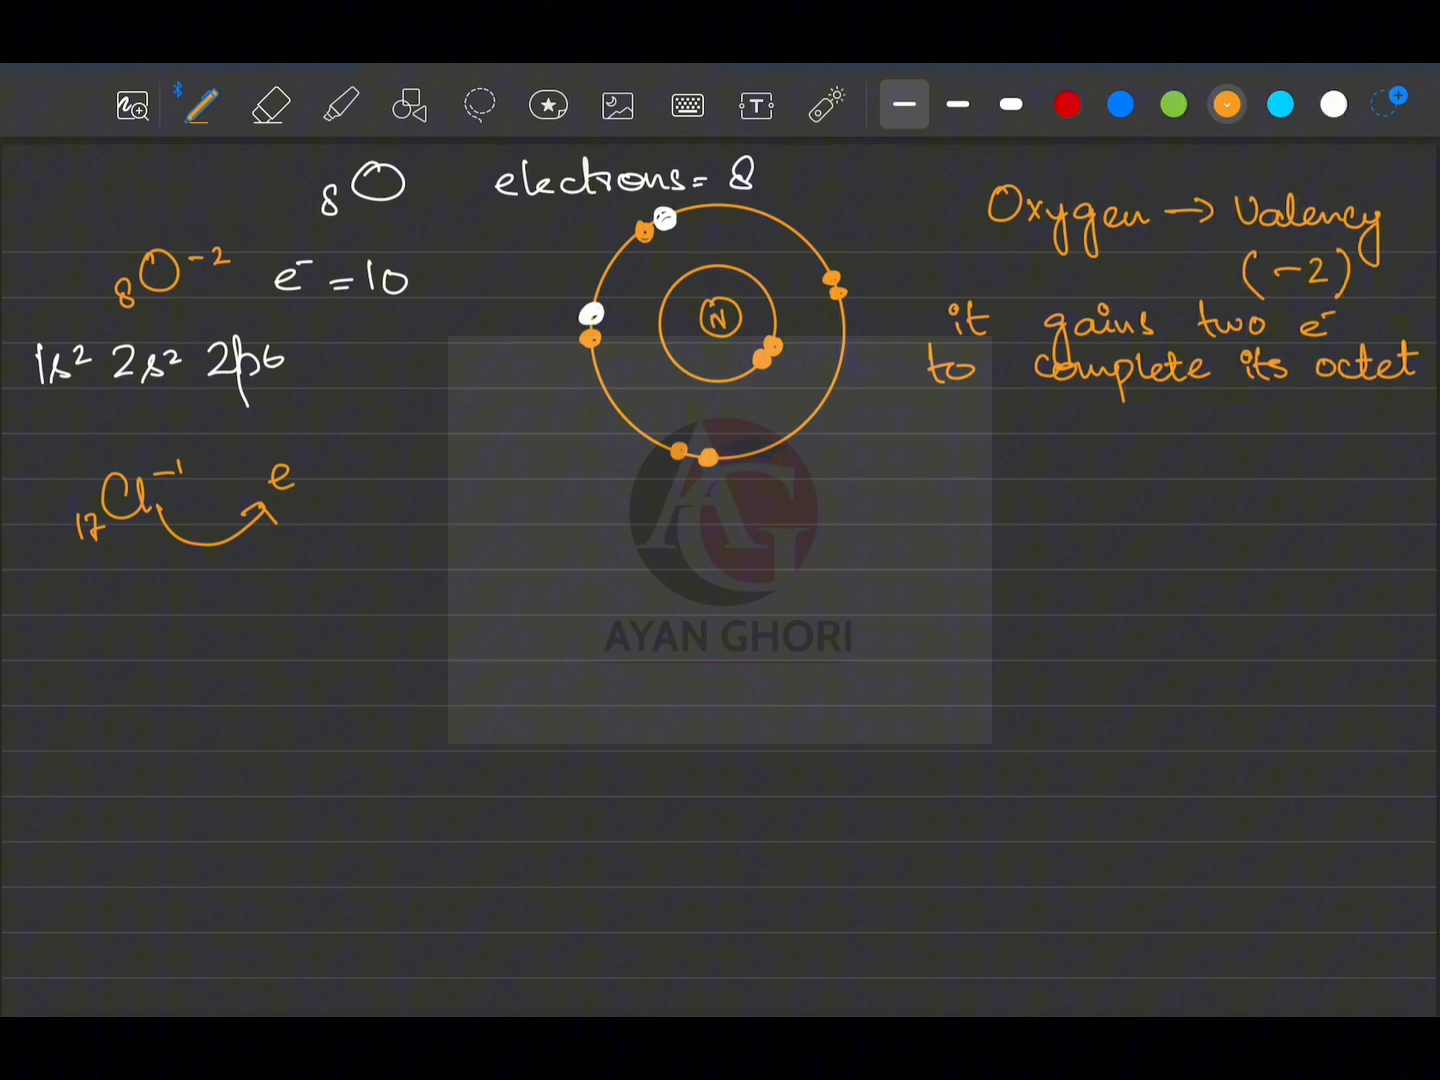 ₈O electrons = 8
Oxygen → valency
(-2)
₈O⁻² e⁻ = 10
it gains two e⁻
to complete its octet
1s² 2s² 2p6
N
₁₇Cl⁻¹ e
AG
AYAN GHORI
T